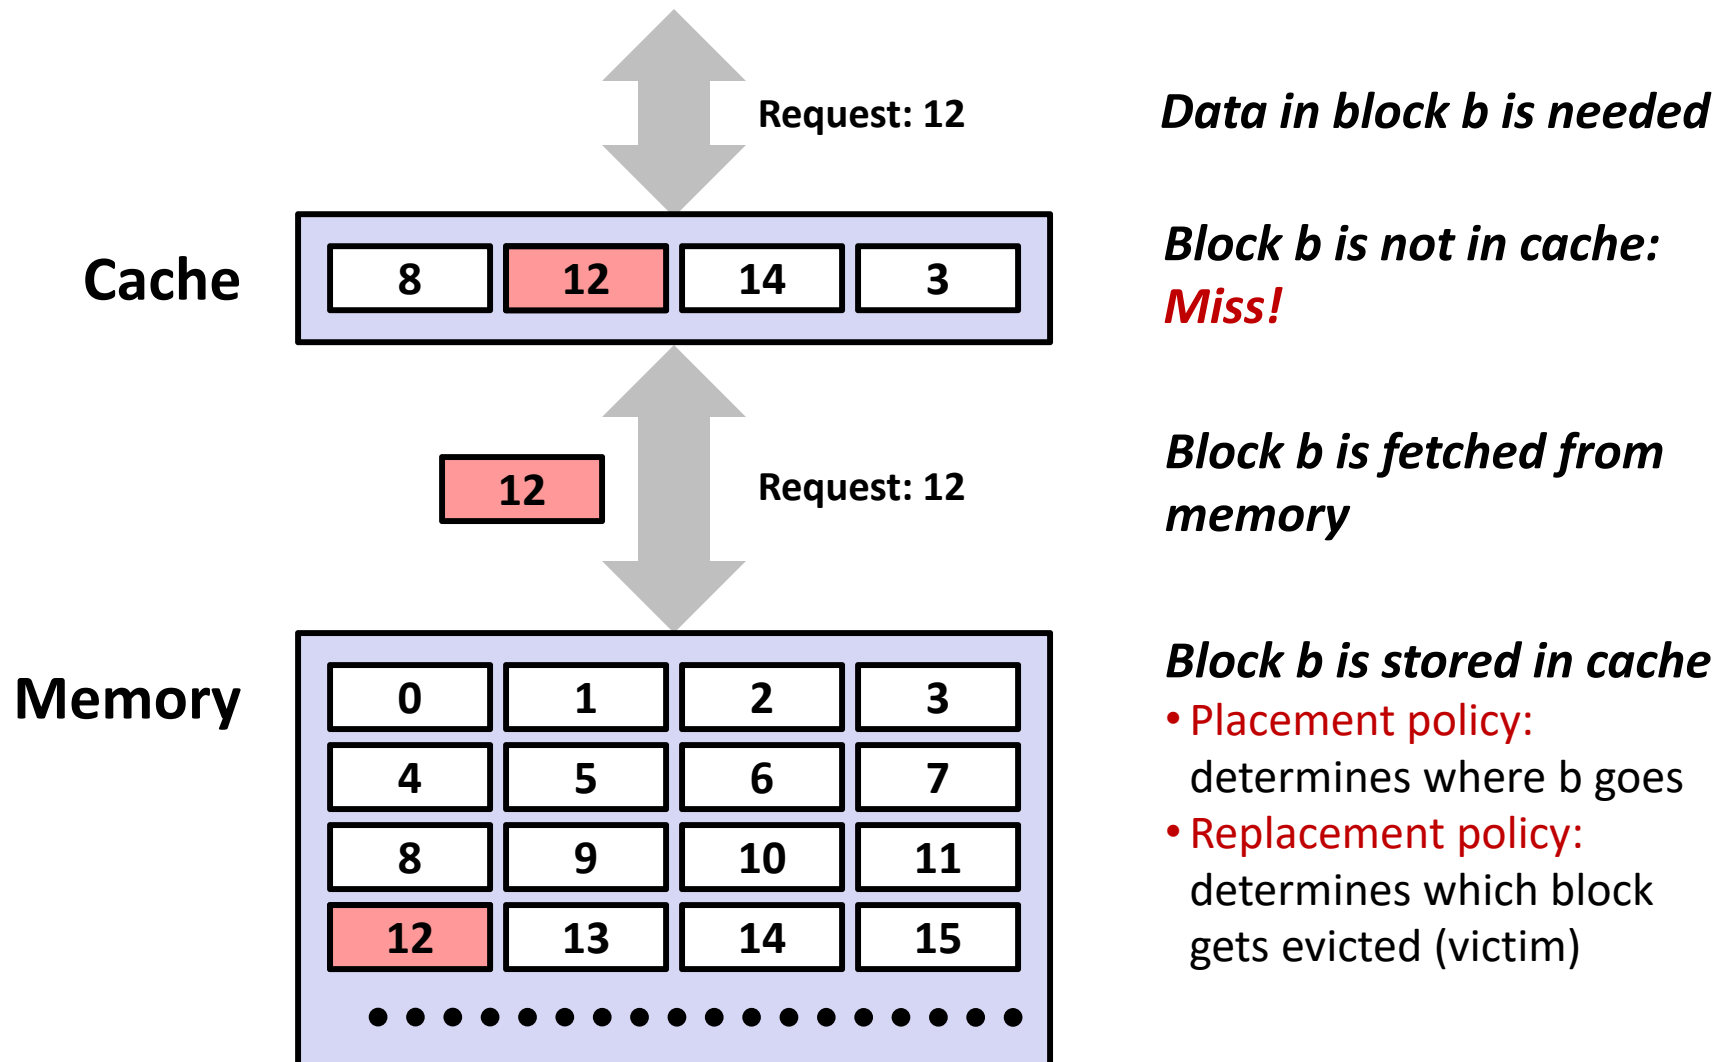 Request: 12
Data in block b is needed
Cache
8 12 14 3
Block b is not in cache:
Miss!
12
Request: 12
Block b is fetched from
memory
Memory
0 1 2 3
4 5 6 7
8 9 10 11
12 13 14 15
Block b is stored in cache
• Placement policy:
determines where b goes
• Replacement policy:
determines which block
gets evicted (victim)